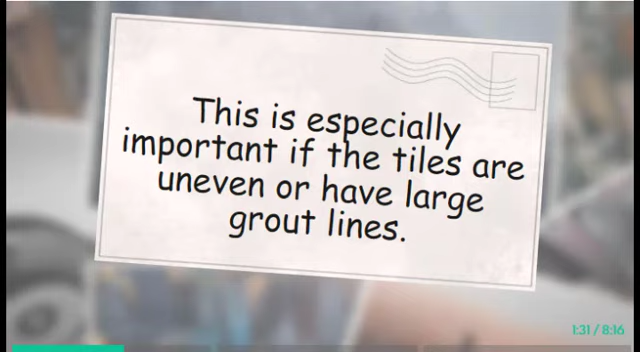 This is especially
important if the tiles are
uneven or have large
grout lines.
1:31 / 8:16